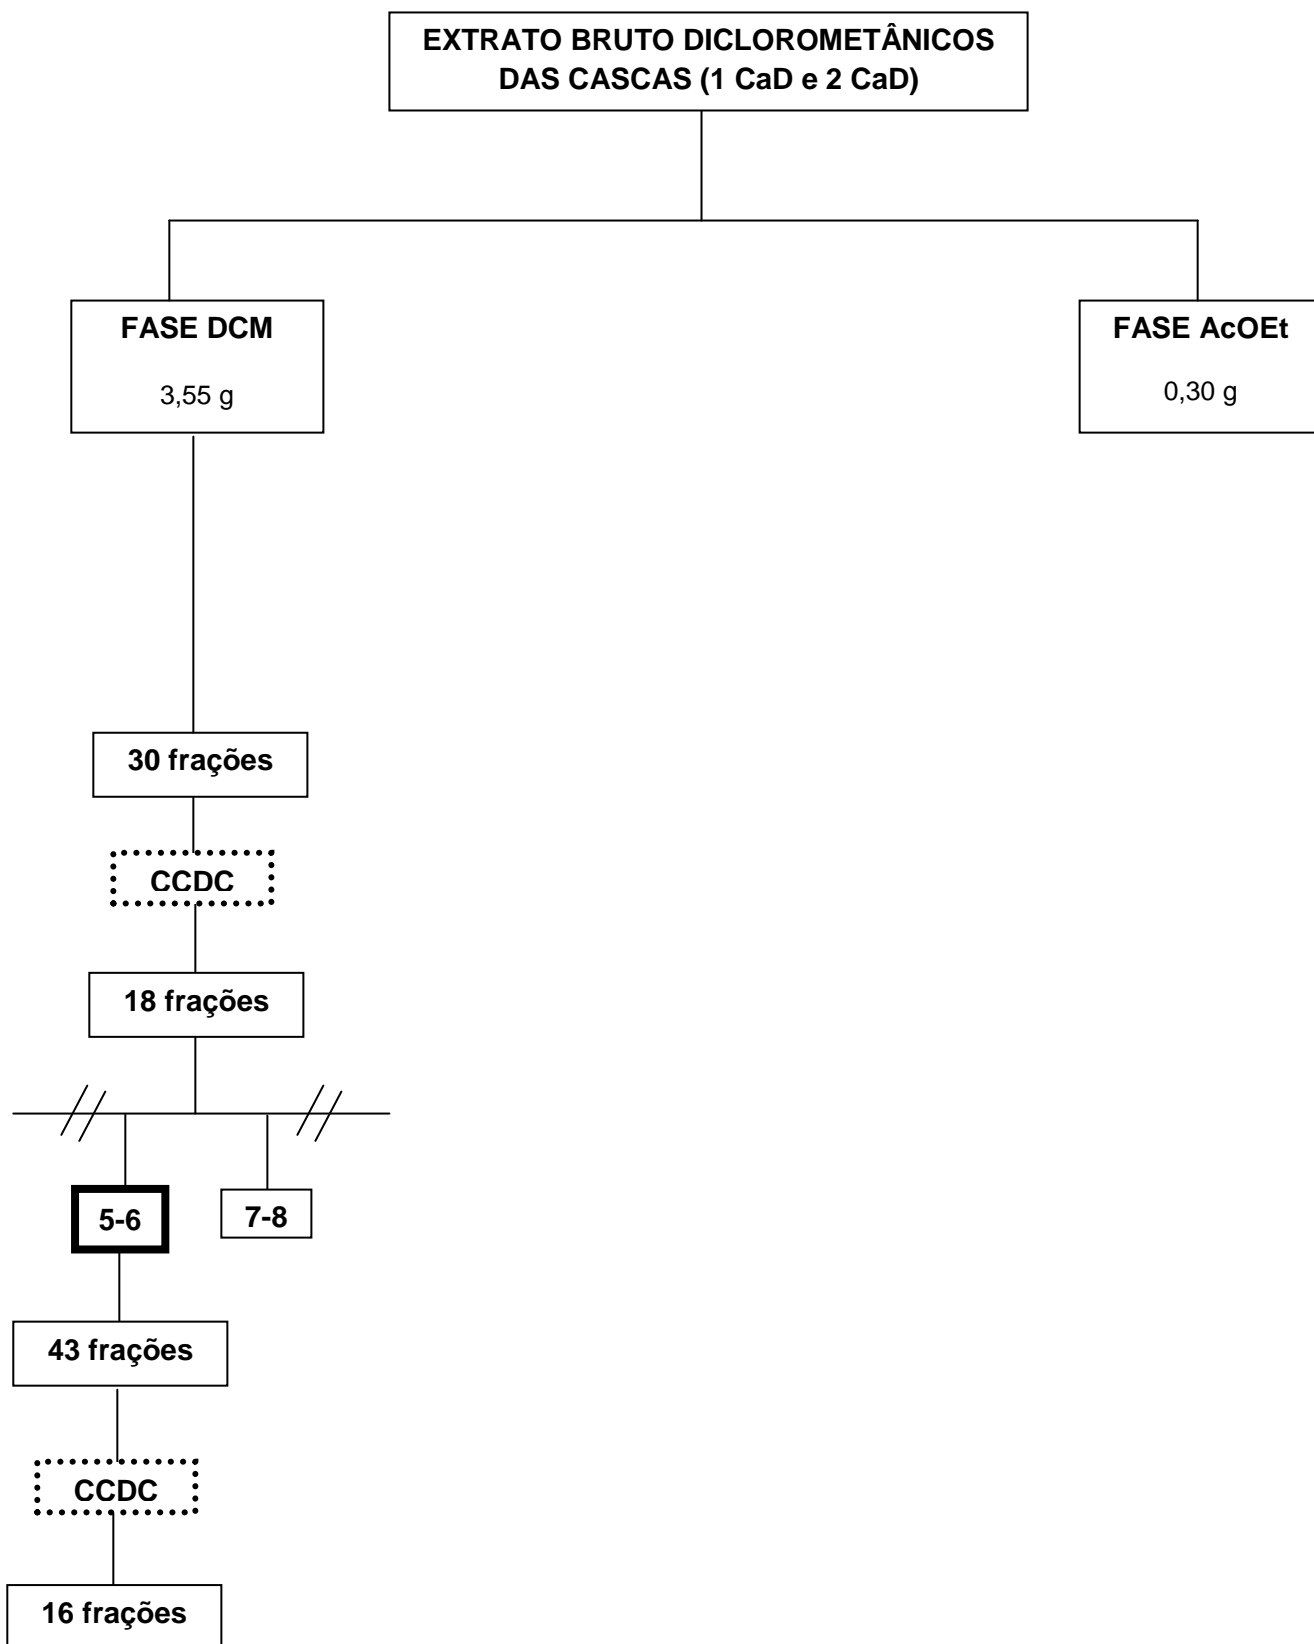 EXTRATO BRUTO DICLOROMETÂNICOS
DAS CASCAS (1 CaD e 2 CaD)
FASE DCM
3,55 g
FASE AcOEt
0,30 g
30 frações
CCDC
18 frações
5-6
7-8
43 frações
CCDC
16 frações